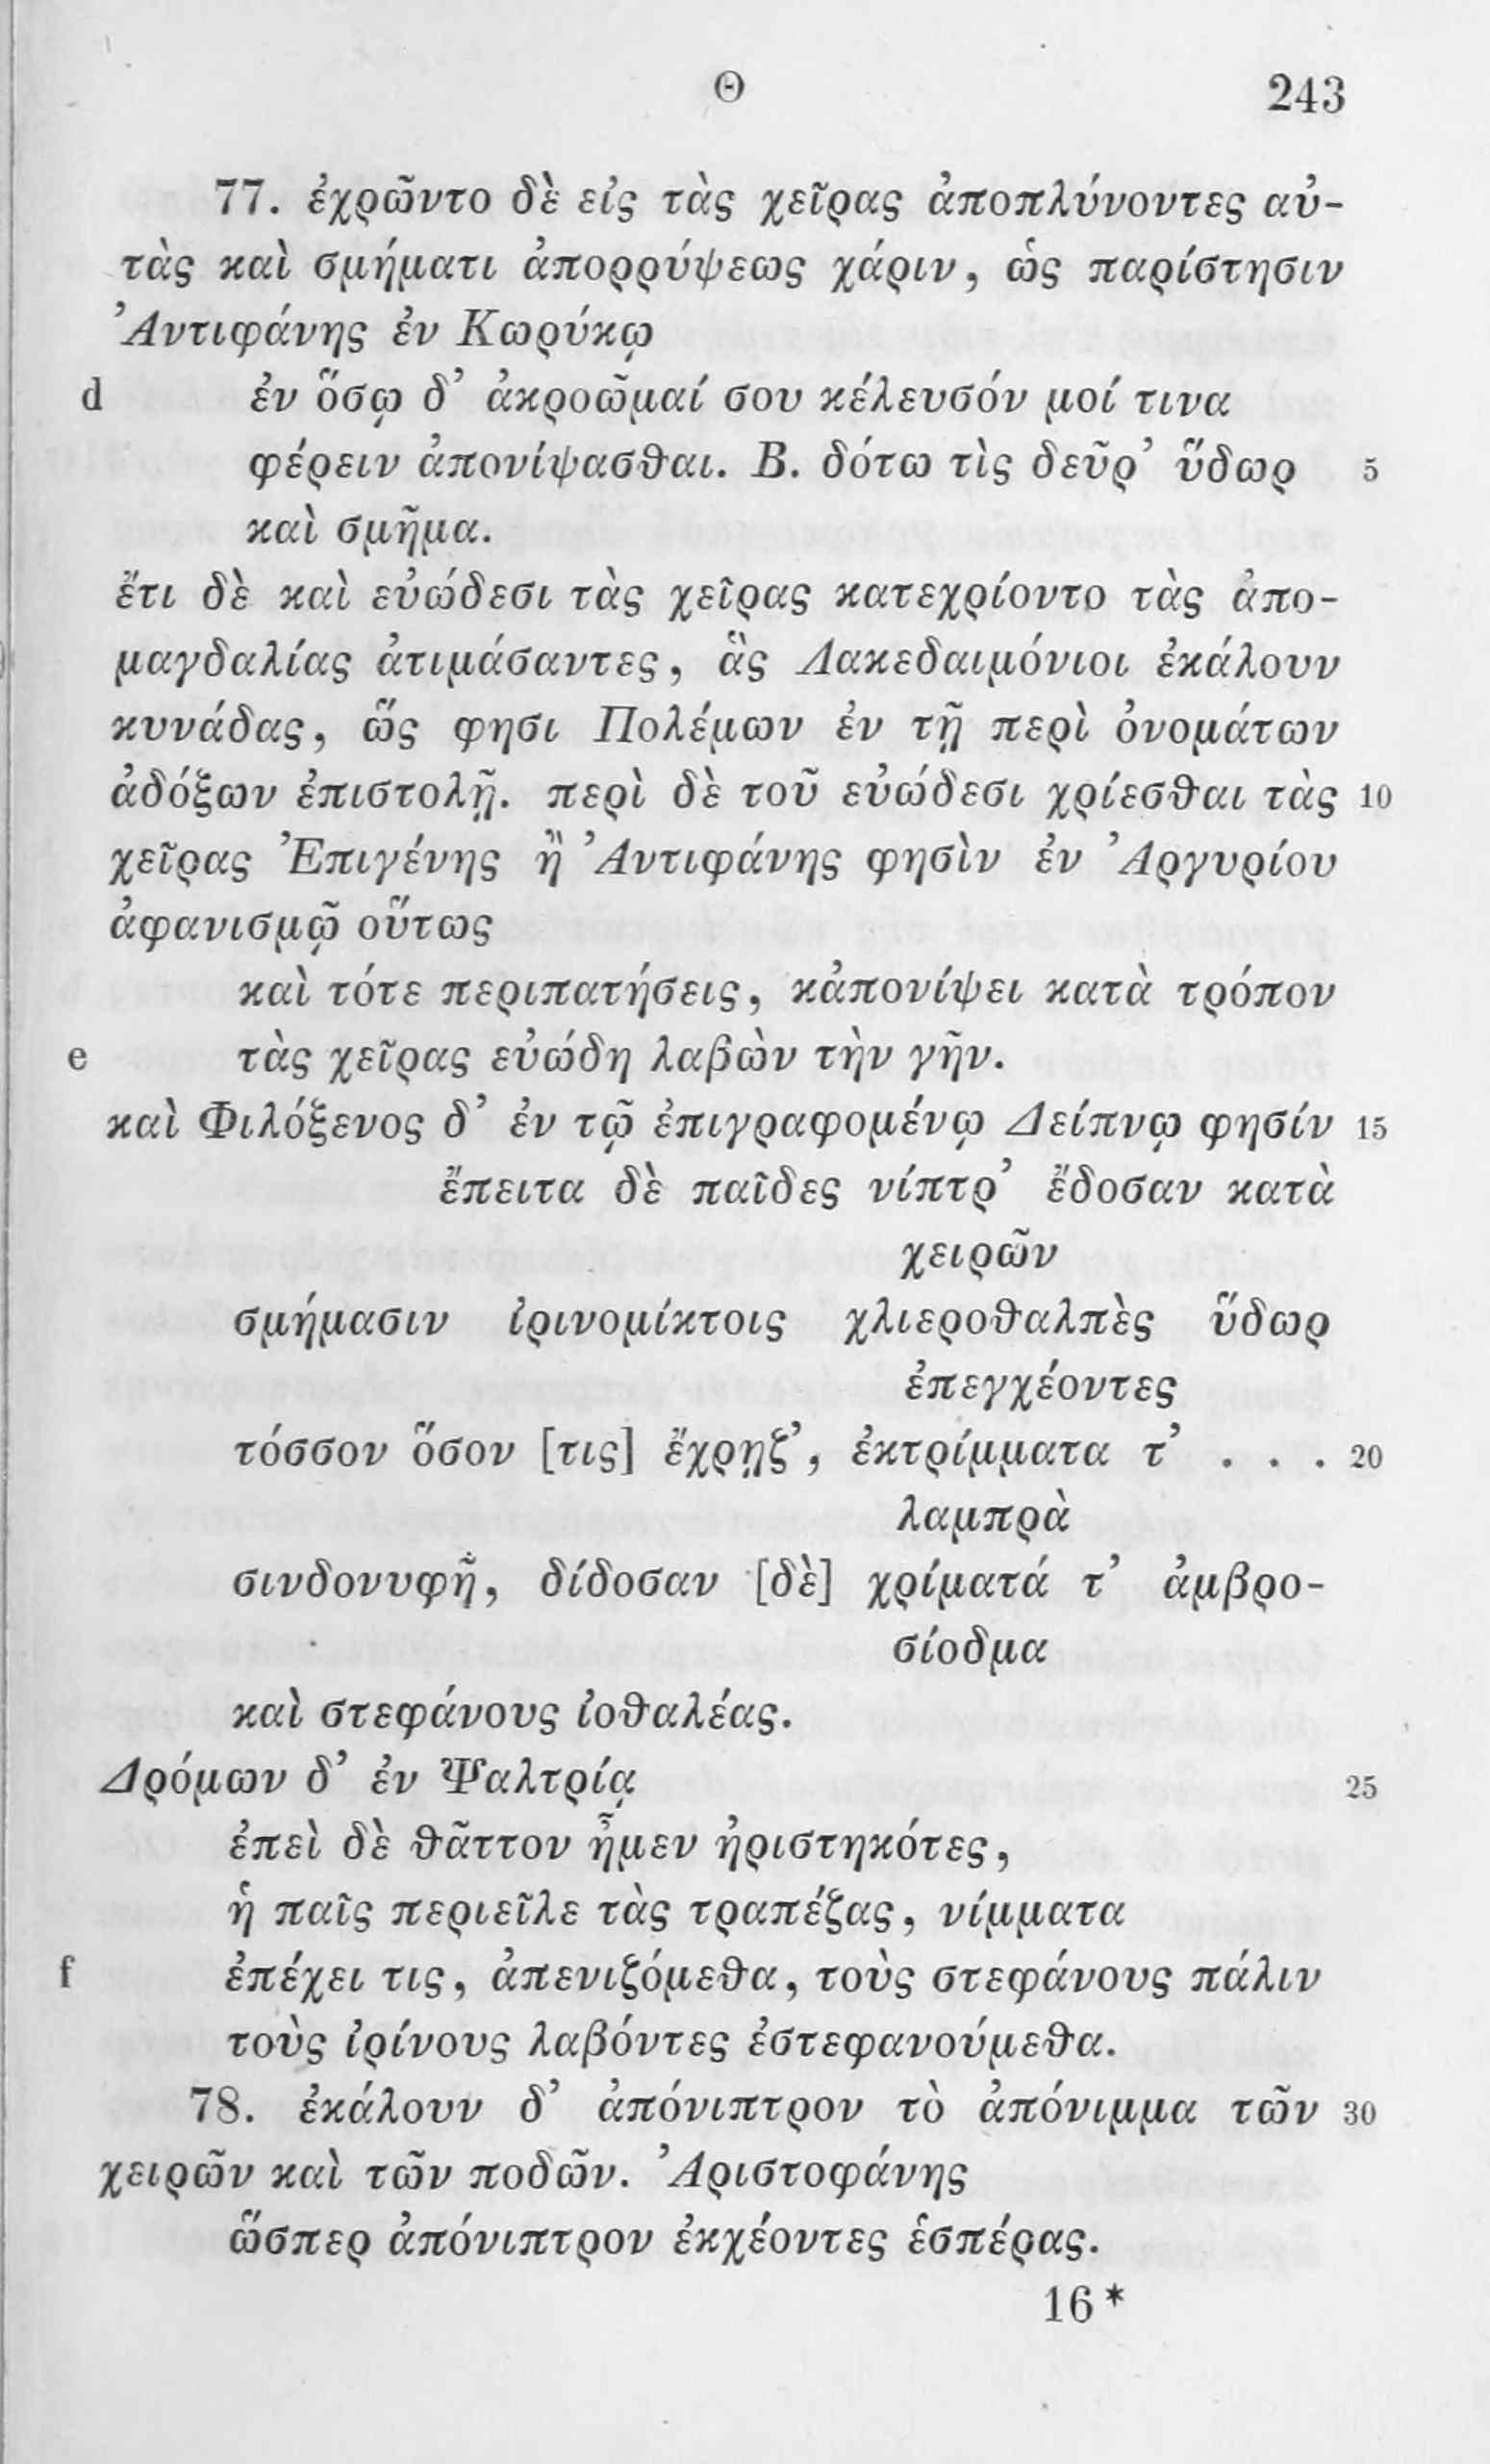 Θ 243
77. ἐχρῶντο δὲ εἰς τὰς χεῖρας ἀποπλύνοντες αὐ-
τὰς καὶ σμήματι ἀπορρύψεως χάριν, ὡς παρίστησιν
Ἀντιφάνης ἐν Κωρύκῳ
d ἐν ὅσῳ δ’ ἀκροῶμαί σου κέλευσόν μοί τινα
φέρειν ἀπονίψασθαι. Β. δότω τὶς δεῦρ’ ὕδωρ 5
καὶ σμῆμα.
ἔτι δὲ καὶ εὐώδεσι τὰς χεῖρας κατεχρίοντο τὰς ἀπο-
μαγδαλίας ἀτιμάσαντες, ἃς Λακεδαιμόνιοι ἐκάλουν
κυνάδας, ὥς φησι Πολέμων ἐν τῇ περὶ ὀνομάτων
ἀδόξων ἐπιστολῇ. περὶ δὲ τοῦ εὐώδεσι χρίεσθαι τὰς 10
χεῖρας Ἐπιγένης ἢ Ἀντιφάνης φησὶν ἐν Ἀργυρίου
ἀφανισμῷ οὕτως
καὶ τότε περιπατήσεις, κἀπονίψει κατὰ τρόπον
e τὰς χεῖρας εὐώδη λαβὼν τὴν γῆν.
καὶ Φιλόξενος δ’ ἐν τῷ ἐπιγραφομένῳ Δείπνῳ φησίν 15
ἔπειτα δὲ παῖδες νίπτρ’ ἔδοσαν κατὰ
χειρῶν
σμήμασιν ἰρινομίκτοις χλιεροθαλπὲς ὕδωρ
ἐπεγχέοντες
τόσσον ὅσον [τις] ἔχρῃζ’, ἐκτρίμματα τ’ . . . 20
λαμπρὰ
σινδονυφῆ, δίδοσαν [δὲ] χρίματά τ’ ἀμβρο-
σίοδμα
καὶ στεφάνους ἰοθαλέας.
Δρόμων δ’ ἐν Ψαλτρίᾳ 25
ἐπεὶ δὲ θᾶττον ἦμεν ἠριστηκότες,
ἡ παῖς περιεῖλε τὰς τραπέζας, νίμματα
f ἐπέχει τις, ἀπενιζόμεθα, τοὺς στεφάνους πάλιν
τοὺς ἰρίνους λαβόντες ἐστεφανούμεθα.
78. ἐκάλουν δ’ ἀπόνιπτρον τὸ ἀπόνιμμα τῶν 30
χειρῶν καὶ τῶν ποδῶν. Ἀριστοφάνης
ὥσπερ ἀπόνιπτρον ἐκχέοντες ἑσπέρας.
16*